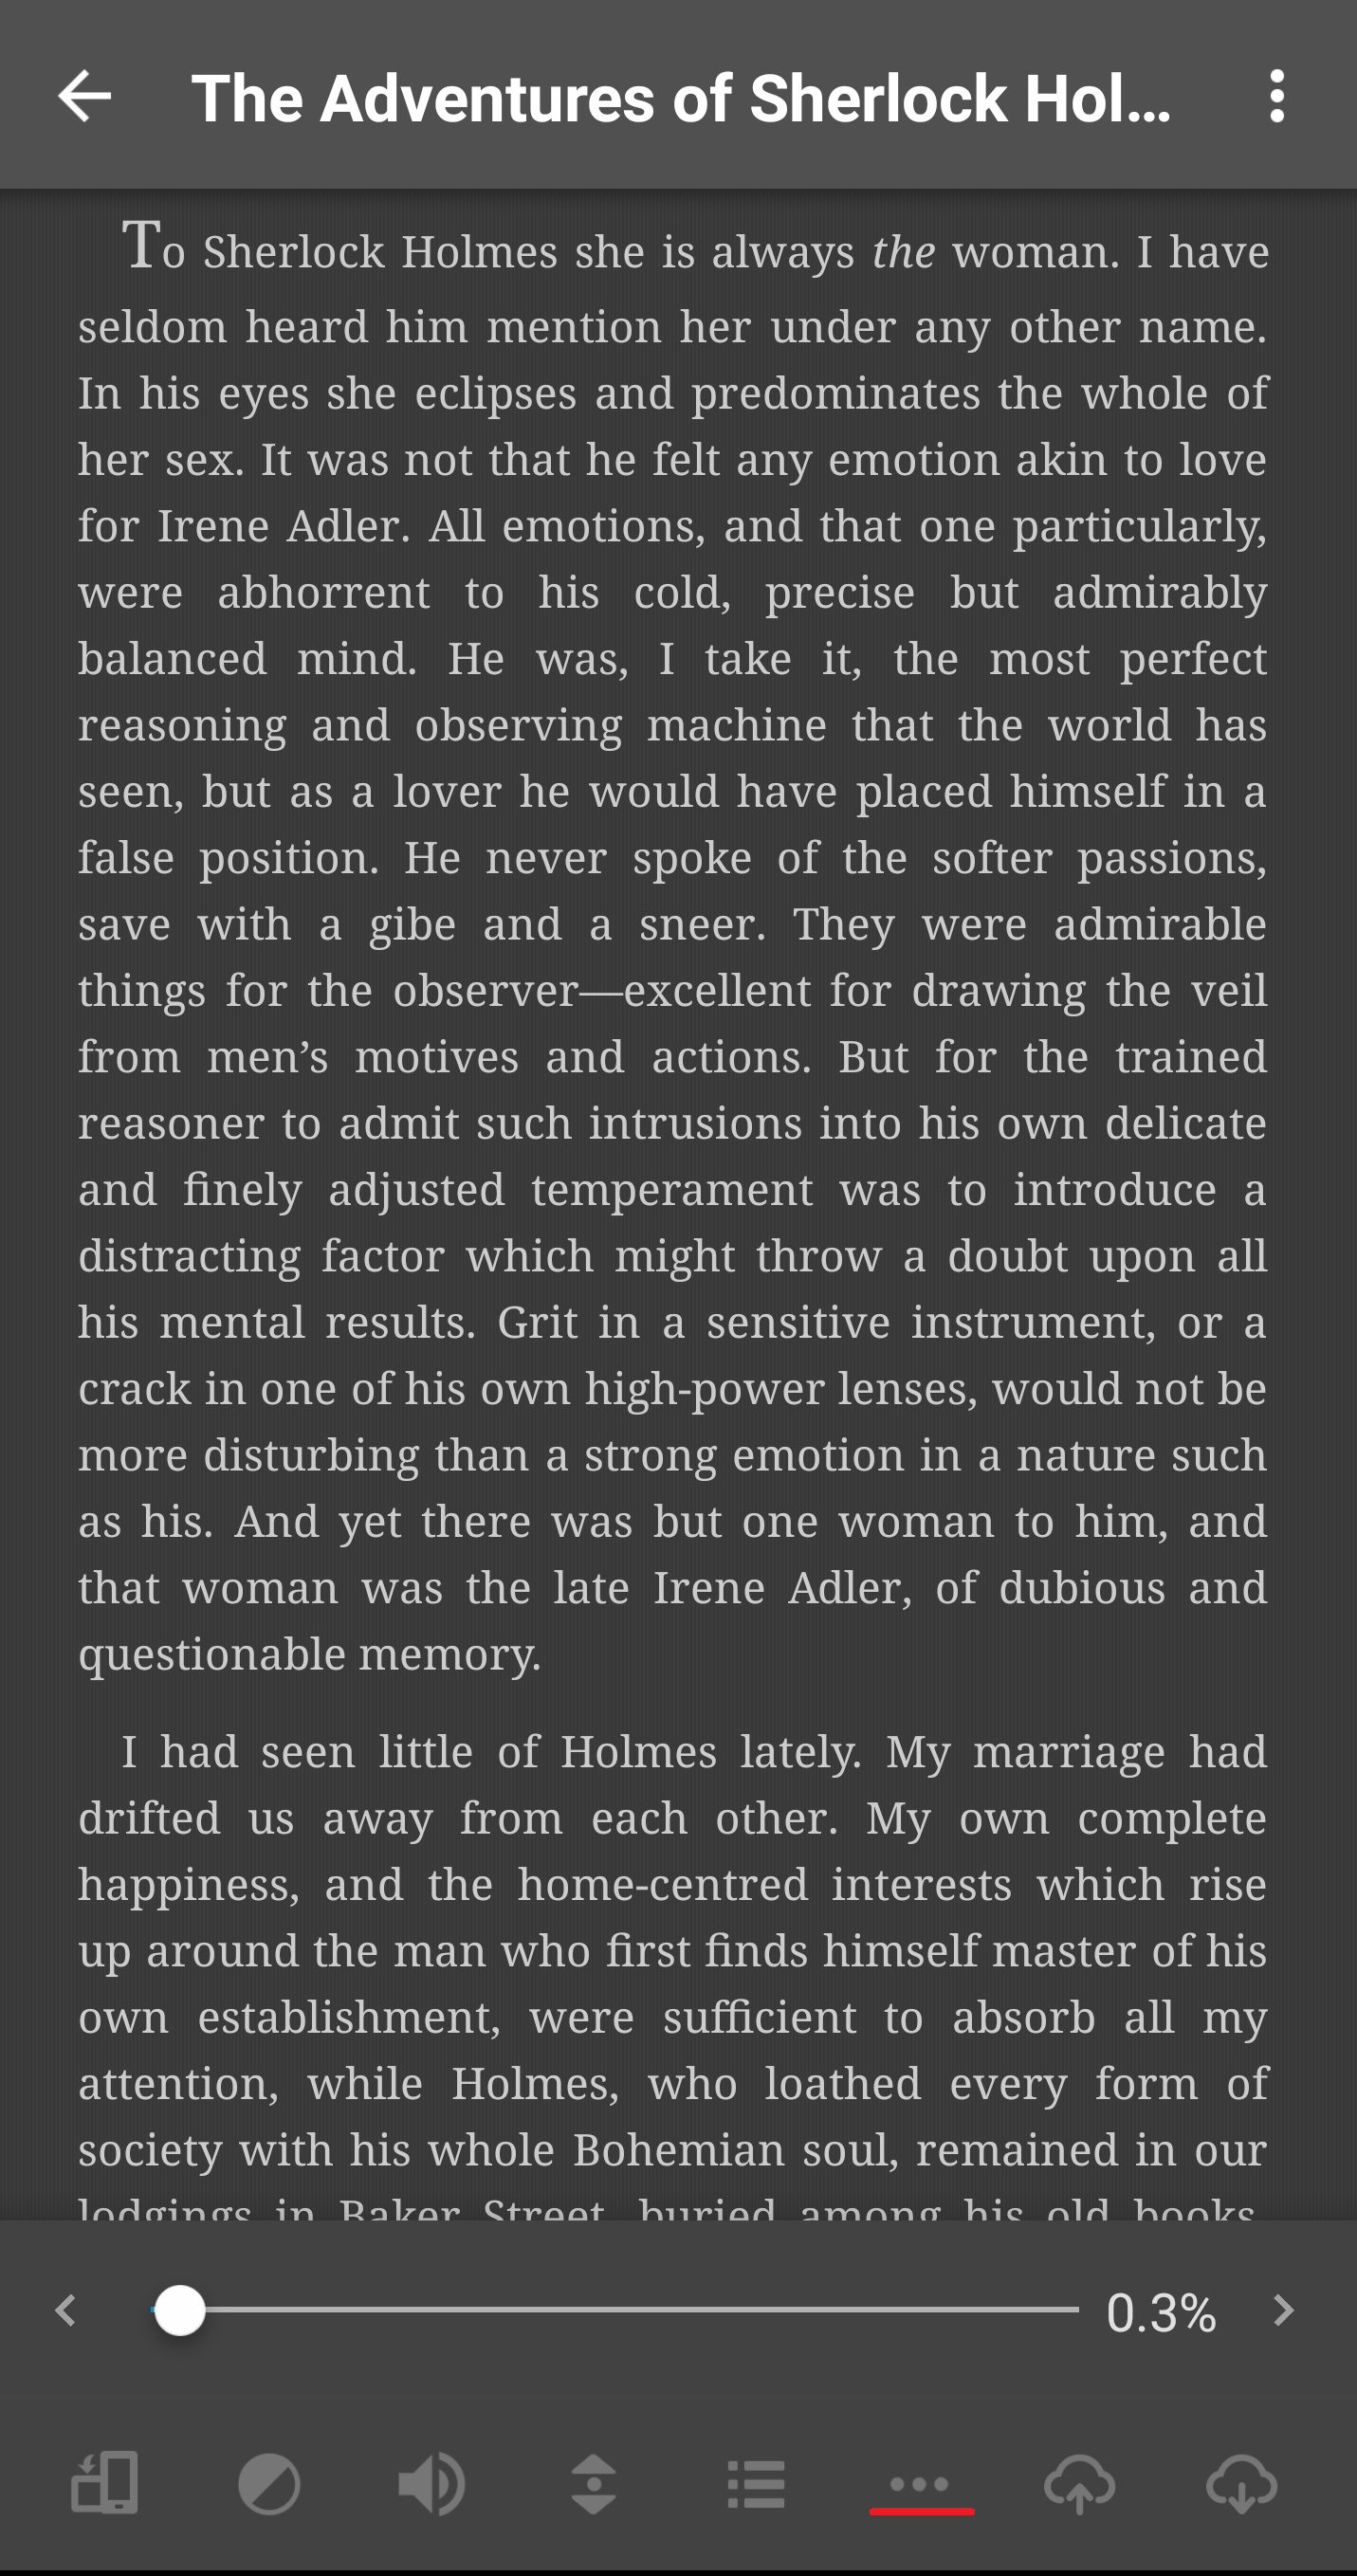 The Adventures of Sherlock Hol...
To Sherlock Holmes she is always the woman. I have
seldom heard him mention her under any other name.
In his eyes she eclipses and predominates the whole of
her sex. It was not that he felt any emotion akin to love
for Irene Adler. All emotions, and that one particularly,
were abhorrent to his cold, precise but admirably
balanced mind. He was, I take it, the most perfect
reasoning and observing machine that the world has
seen, but as a lover he would have placed himself in a
false position. He never spoke of the softer passions,
save with a gibe and a sneer. They were admirable
things for the observer—excellent for drawing the veil
from men’s motives and actions. But for the trained
reasoner to admit such intrusions into his own delicate
and finely adjusted temperament was to introduce a
distracting factor which might throw a doubt upon all
his mental results. Grit in a sensitive instrument, or a
crack in one of his own high-power lenses, would not be
more disturbing than a strong emotion in a nature such
as his. And yet there was but one woman to him, and
that woman was the late Irene Adler, of dubious and
questionable memory.
I had seen little of Holmes lately. My marriage had
drifted us away from each other. My own complete
happiness, and the home-centred interests which rise
up around the man who first finds himself master of his
own establishment, were sufficient to absorb all my
attention, while Holmes, who loathed every form of
society with his whole Bohemian soul, remained in our
lodgings in Baker Street, buried among his old books,
0.3%